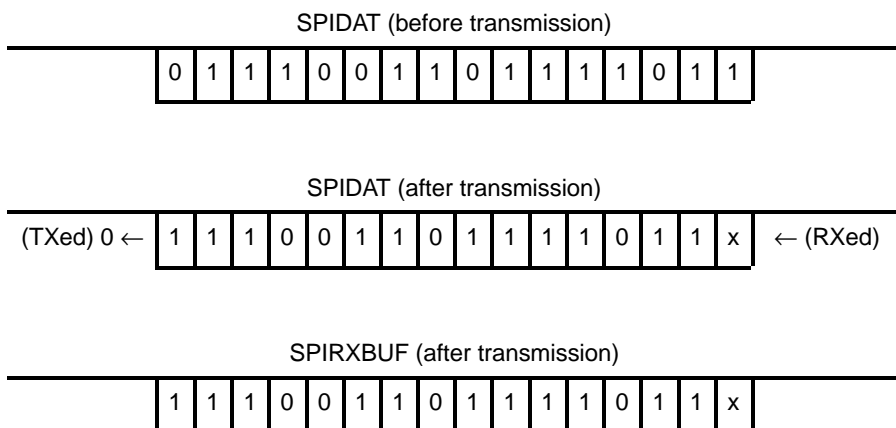 SPIDAT (before transmission)
0 1 1 1 0 0 1 1 0 1 1 1 1 0 1 1
SPIDAT (after transmission)
(TXed) 0 ← 1 1 1 0 0 1 1 0 1 1 1 1 0 1 1 x ← (RXed)
SPIRXBUF (after transmission)
1 1 1 0 0 1 1 0 1 1 1 1 0 1 1 x